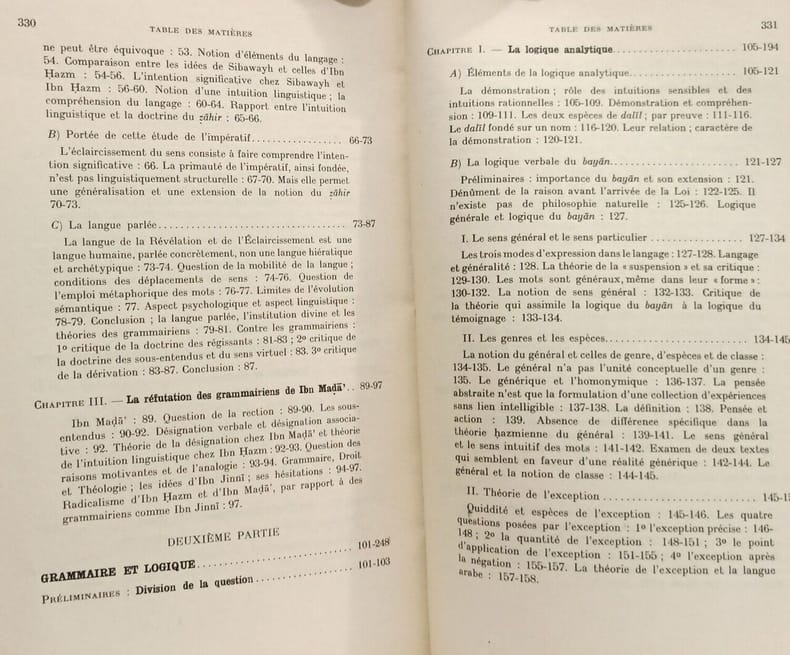 330
TABLE DES MATIÈRES
ne peut être équivoque : 53. Notion d'éléments du langage :
54. Comparaison entre les idées de Sibawayh et celles d'Ibn
Ḥazm : 54-56. L'intention significative chez Sibawayh et
Ibn Ḥazm : 56-60. Notion d'une intuition linguistique ; la
compréhension du langage : 60-64. Rapport entre l'intuition
linguistique et la doctrine du ẓāhir : 65-66.
B) Portée de cette étude de l'impératif.................. 66-73
L'éclaircissement du sens consiste à faire comprendre l'inten-
tion significative : 66. La primauté de l'impératif, ainsi fondée,
n'est pas linguistiquement structurelle : 67-70. Mais elle permet
une généralisation et une extension de la notion du ẓāhir
70-73.
C) La langue parlée................................... 73-87
La langue de la Révélation et de l'Éclaircissement est une
langue humaine, parlée concrètement, non une langue hiératique
et archétypique : 73-74. Question de la mobilité de la langue ;
conditions des déplacements de sens : 74-76. Question de
l'emploi métaphorique des mots : 76-77. Limites de l'évolution
sémantique : 77. Aspect psychologique et aspect linguistique :
78-79. Conclusion ; la langue parlée, l'institution divine et les
théories des grammairiens : 79-81. Contre les grammairiens :
1º critique de la doctrine des régissants : 81-83 ; 2º critique de
la doctrine des sous-entendus et du sens virtuel : 83. 3º critique
de la dérivation : 83-87. Conclusion : 87.
CHAPITRE III. — La réfutation des grammairiens de Ibn Maḍā'.. 89-97
Ibn Maḍā' : 89. Question de la rection : 89-90. Les sous-
entendus : 90-92. Désignation verbale et désignation associa-
tive : 92. Théorie de la désignation chez Ibn Maḍā' et théorie
de l'intuition linguistique chez Ibn Ḥazm : 92-93. Question des
raisons motivantes et de l'analogie : 93-94. Grammaire, Droit
et Théologie ; les idées d'Ibn Jinnī ; ses hésitations : 94-97.
Radicalisme d'Ibn Ḥazm et d'Ibn Maḍā', par rapport à des
grammairiens comme Ibn Jinnī : 97.
DEUXIÈME PARTIE
GRAMMAIRE ET LOGIQUE.............................. 101-248
PRÉLIMINAIRES : Division de la question.................... 101-103
TABLE DES MATIÈRES
331
CHAPITRE I. — La logique analytique........................ 105-194
A) Éléments de la logique analytique..................... 105-121
La démonstration ; rôle des intuitions sensibles et des
intuitions rationnelles : 105-109. Démonstration et compréhen-
sion : 109-111. Les deux espèces de dalīl ; par preuve : 111-116.
Le dalīl fondé sur un nom : 116-120. Leur relation ; caractère de
la démonstration : 120-121.
B) La logique verbale du bayān......................... 121-127
Préliminaires : importance du bayān et son extension : 121.
Dénûment de la raison avant l'arrivée de la Loi : 122-125. Il
n'existe pas de philosophie naturelle : 125-126. Logique
générale et logique du bayān : 127.
I. Le sens général et le sens particulier .................. 127-134
Les trois modes d'expression dans le langage : 127-128. Langage
et généralité : 128. La théorie de la « suspension » et sa critique :
129-130. Les mots sont généraux, même dans leur « forme » :
130-132. La notion de sens général : 132-133. Critique de
la théorie qui assimile la logique du bayān à la logique du
témoignage : 133-134.
II. Les genres et les espèces............................ 134-145
La notion du général et celles de genre, d'espèces et de classe :
134-135. Le général n'a pas l'unité conceptuelle d'un genre :
135. Le générique et l'homonymique : 136-137. La pensée
abstraite n'est que la formulation d'une collection d'expériences
sans lien intelligible : 137-138. La définition : 138. Pensée et
action : 139. Absence de différence spécifique dans la
théorie ḥazmienne du général : 139-141. Le sens général
et le sens intuitif des mots : 141-142. Examen de deux textes
qui semblent en faveur d'une réalité générique : 142-144. Le
général et la notion de classe : 144-145.
II. Théorie de l'exception ............................. 145-1
Quiddité et espèces de l'exception : 145-146. Les quatre
questions posées par l'exception : 1º l'exception précise : 146-
148 ; 2º la quantité de l'exception : 148-151 ; 3º le point
d'application de l'exception : 151-155 ; 4º l'exception après
la négation : 155-157. La théorie de l'exception et la langue
arabe : 157-158.